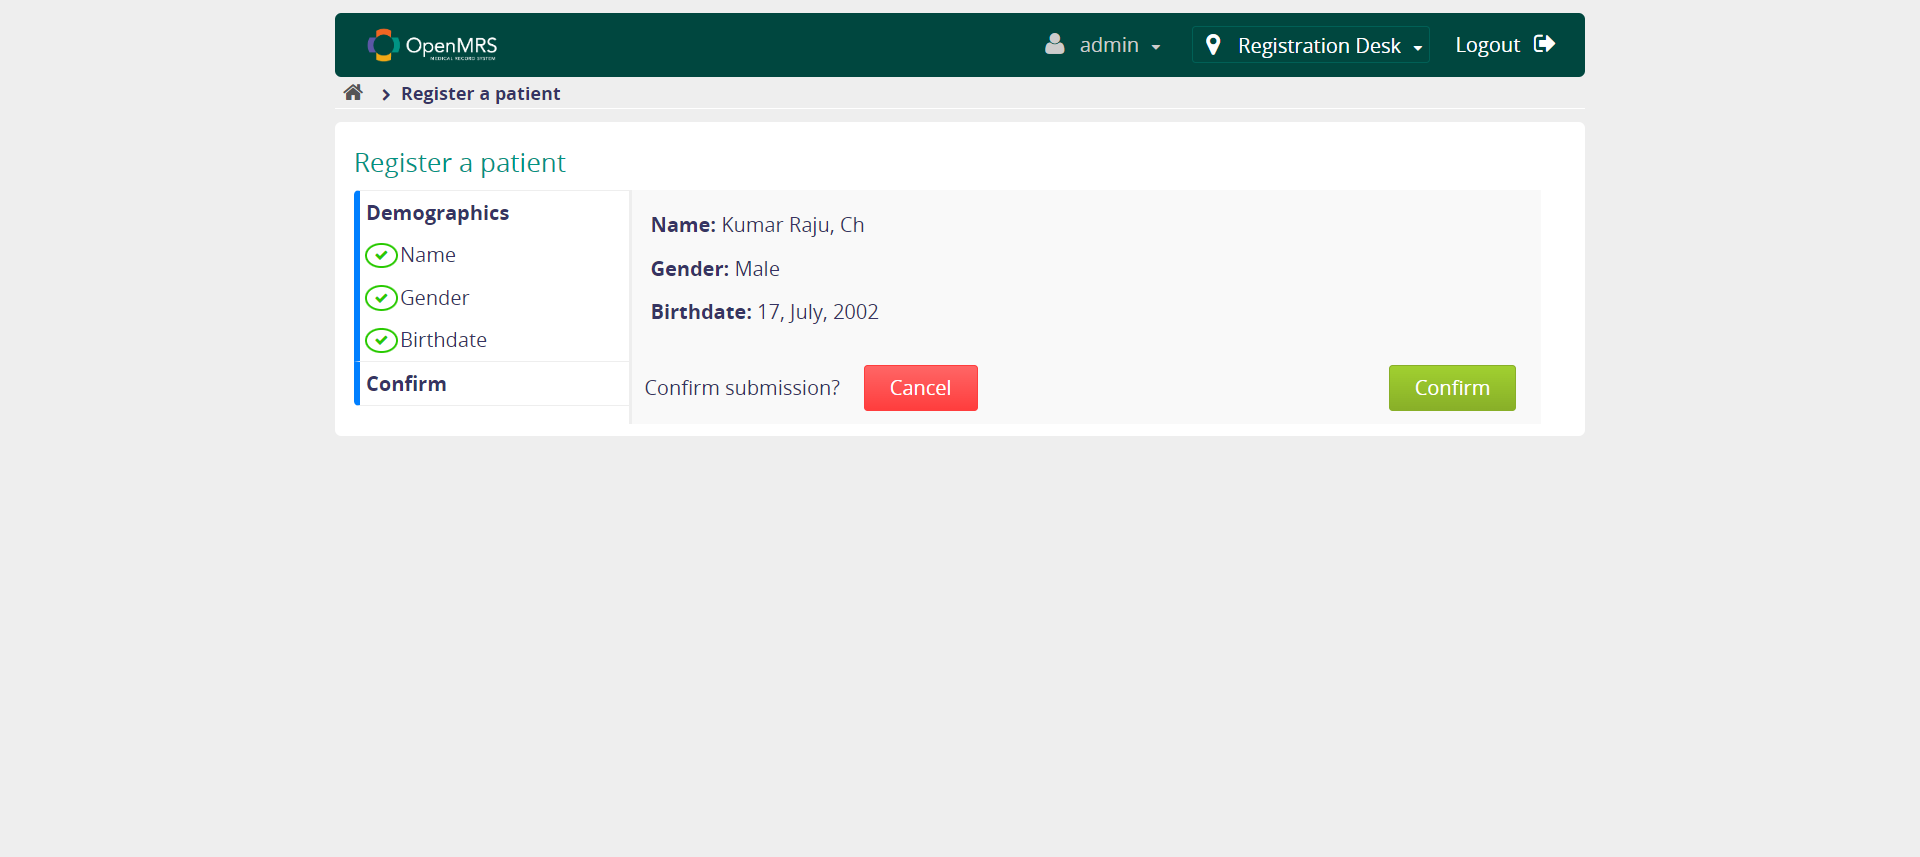 OpenMRS
MEDICAL RECORD SYSTEM
admin
Registration Desk
Logout
Register a patient
Register a patient
Demographics
Name
Gender
Birthdate
Confirm
Name: Kumar Raju, Ch
Gender: Male
Birthdate: 17, July, 2002
Confirm submission?
Cancel
Confirm